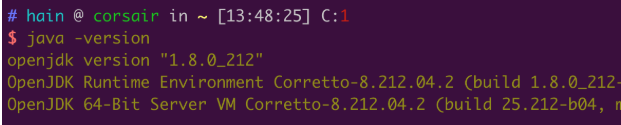 # hain @ corsair in ~ [13:48:25] C:1
$ java -version
openjdk version "1.8.0_212"
OpenJDK Runtime Environment Corretto-8.212.04.2 (build 1.8.0_212-
OpenJDK 64-Bit Server VM Corretto-8.212.04.2 (build 25.212-b04, m